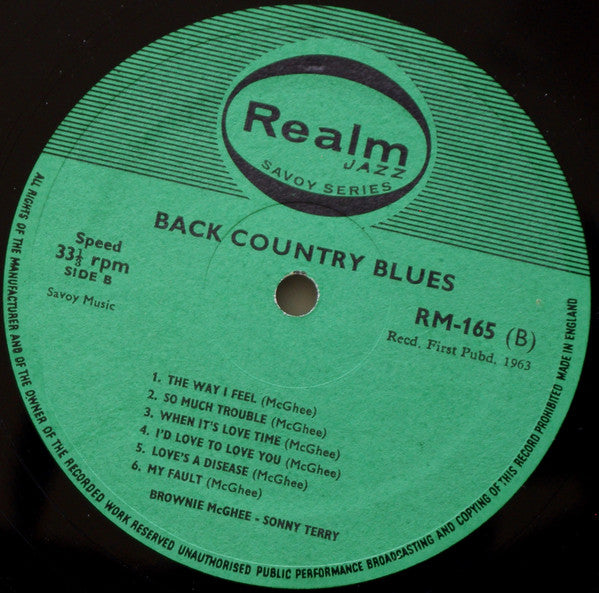 Realm
JAZZ
SAVOY SERIES
BACK COUNTRY BLUES
Speed
33⅓ rpm
SIDE B
Savoy Music
RM-165 (B)
Recd, First Pubd, 1963
1. THE WAY I FEEL (McGhee)
2. SO MUCH TROUBLE (McGhee)
3. WHEN IT'S LOVE TIME (McGhee)
4. I'D LOVE TO LOVE YOU (McGhee)
5. LOVE'S A DISEASE (McGhee)
6. MY FAULT (McGhee)
BROWNIE McGHEE - SONNY TERRY
ALL RIGHTS OF THE MANUFACTURER AND OF THE OWNER OF THE RECORDED WORK RESERVED UNAUTHORISED PUBLIC PERFORMANCE BROADCASTING AND COPYING OF THIS RECORD PROHIBITED MADE IN ENGLAND